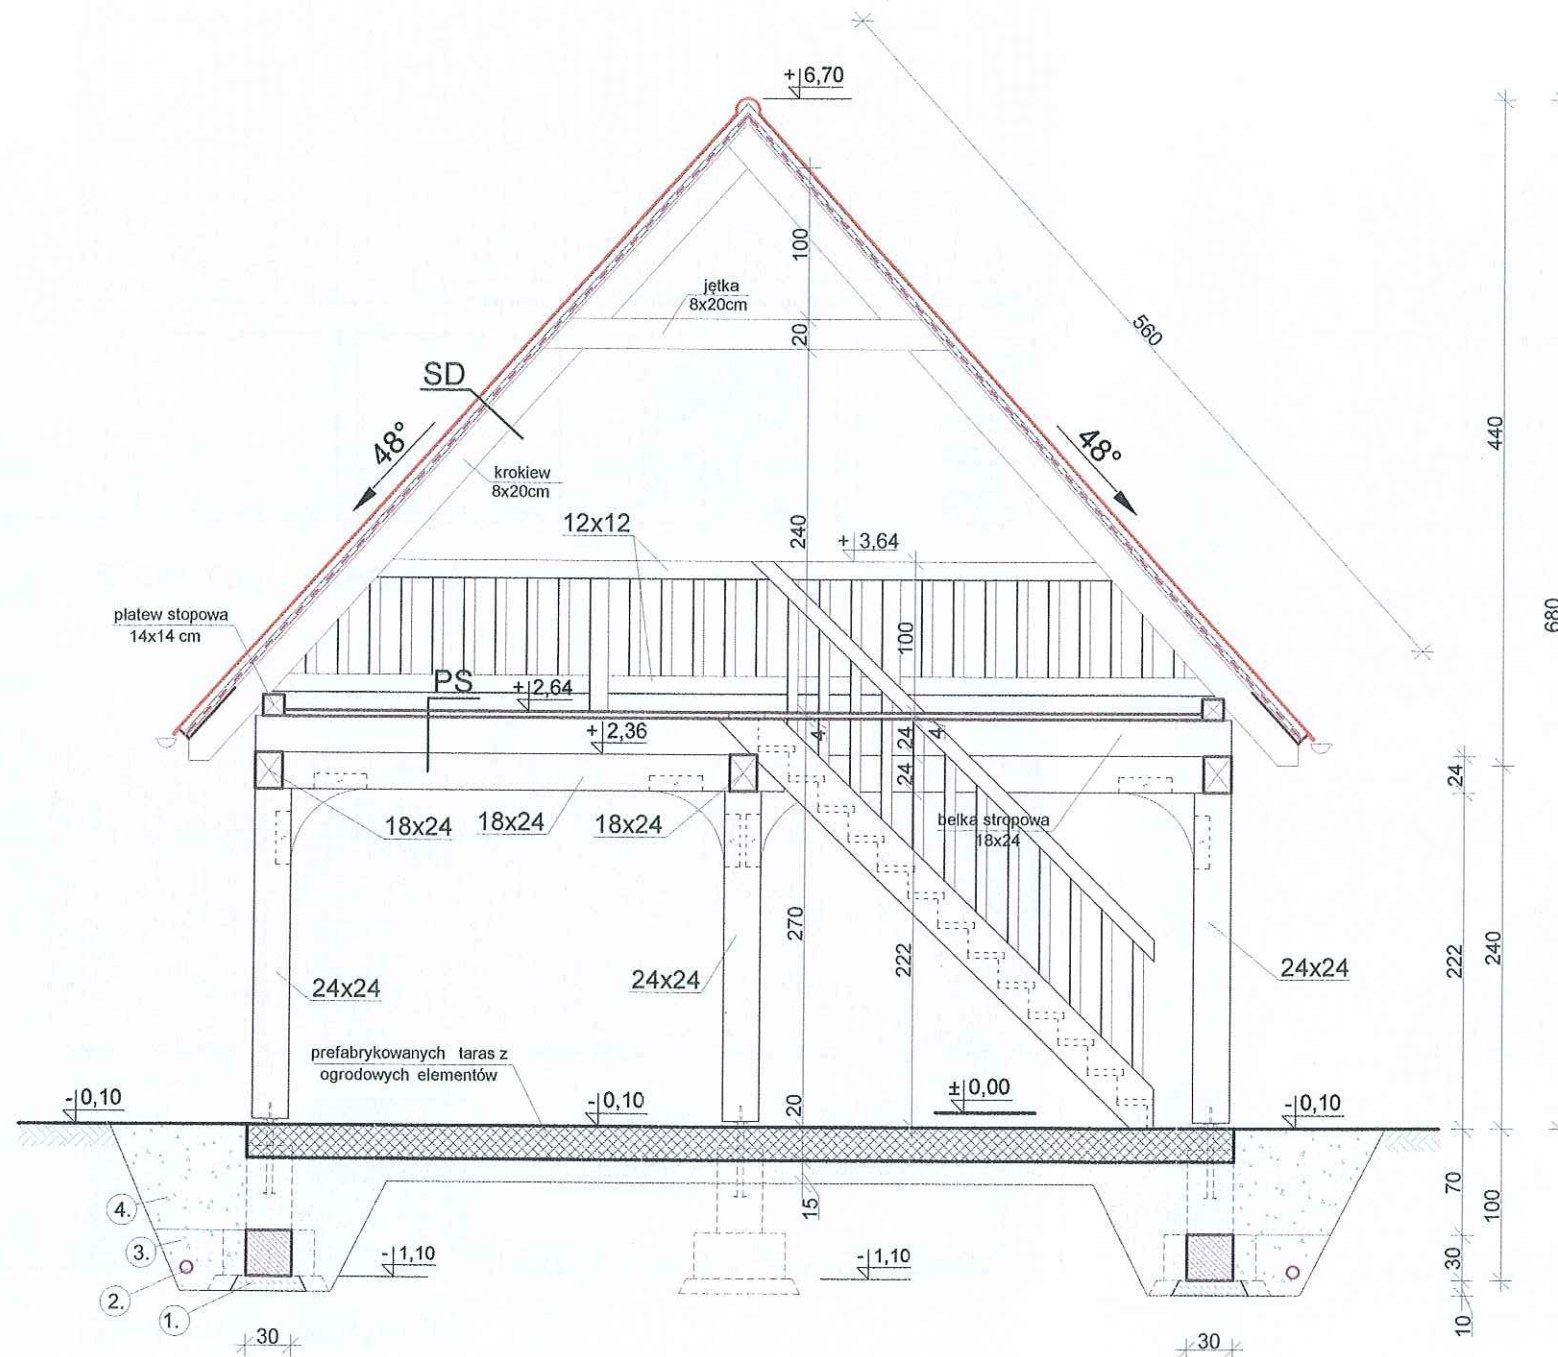 +6,70
100
jętka
8x20cm
20
560
SD
48°
48°
440
krokiew
8x20cm
12x12
240
+ 3,64
płatew stopowa
14x14 cm
100
680
PS
+2,64
+2,36
4
24
4
24
24
18x24
18x24
18x24
belka stropowa
18x24
270
222
222
240
24x24
24x24
24x24
prefabrykowanych taras z
ogrodowych elementów
-0,10
-0,10
20
±0,00
-0,10
70
100
15
4.
3.
2.
1.
-1,10
-1,10
30
10
30
30